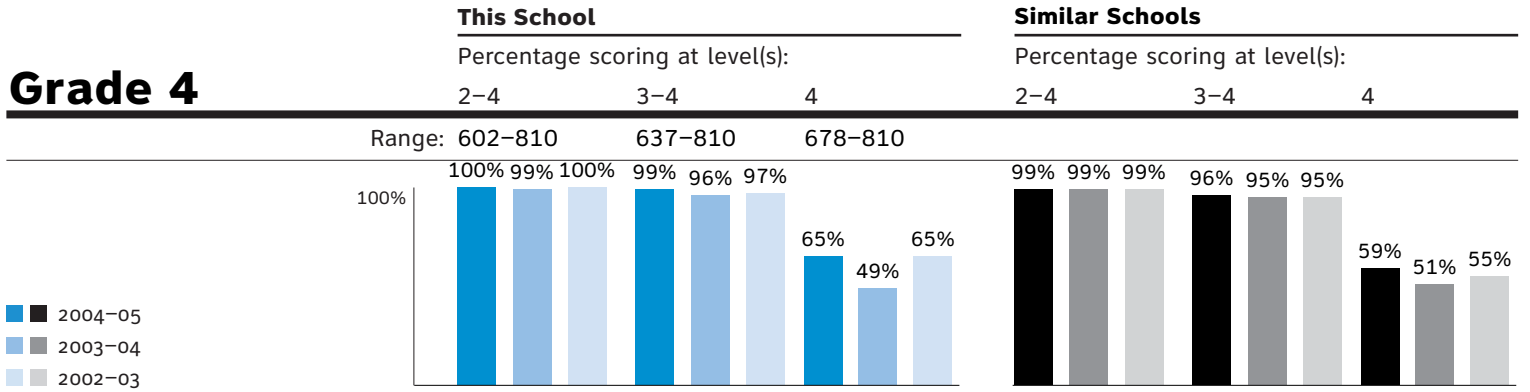 This School Similar Schools
Percentage scoring at level(s): Percentage scoring at level(s):
Grade 4 2–4 3–4 4 2–4 3–4 4
Range: 602–810 637–810 678–810
100% 99% 100% 99% 96% 97% 99% 99% 99% 96% 95% 95%
100%
65% 49% 65% 59% 51% 55%
2004–05
2003–04
2002–03